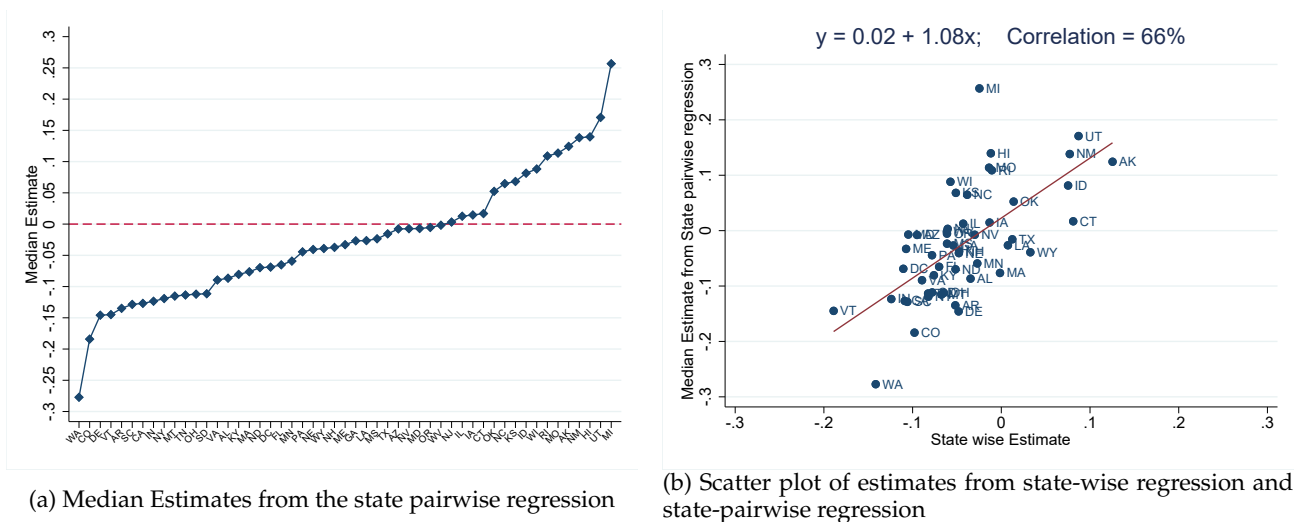 .3
.25
.2
.15
.1
.05
0
-.05
-.1
-.15
-.2
-.25
-.3
Median Estimate
WA CO DE VT AR SC CA IN NY MT TN OH SD VA AL KY MA ND DC FL MN PA NE WY NH ME GA LA MS TX AZ NV MD OR WV NJ IL IA CT OK NC KS ID WI RI MO AK NM HI UT MI
(a) Median Estimates from the state pairwise regression
y = 0.02 + 1.08x; Correlation = 66%
Median Estimate from State pairwise regression
.3
.2
.1
0
-.1
-.2
-.3
MI
UT
HI
NM
AK
MO
RI
WI
ID
KS
NC
OK
CT
IL
IA
AZ
NV
TX
ME
LA
WY
PA
NE
MN
DC
FL
ND
MA
KY
VA
AL
IN
SC
AR
VT
DE
CO
WA
-.3 -.2 -.1 0 .1 .2 .3
State wise Estimate
(b) Scatter plot of estimates from state-wise regression and
state-pairwise regression